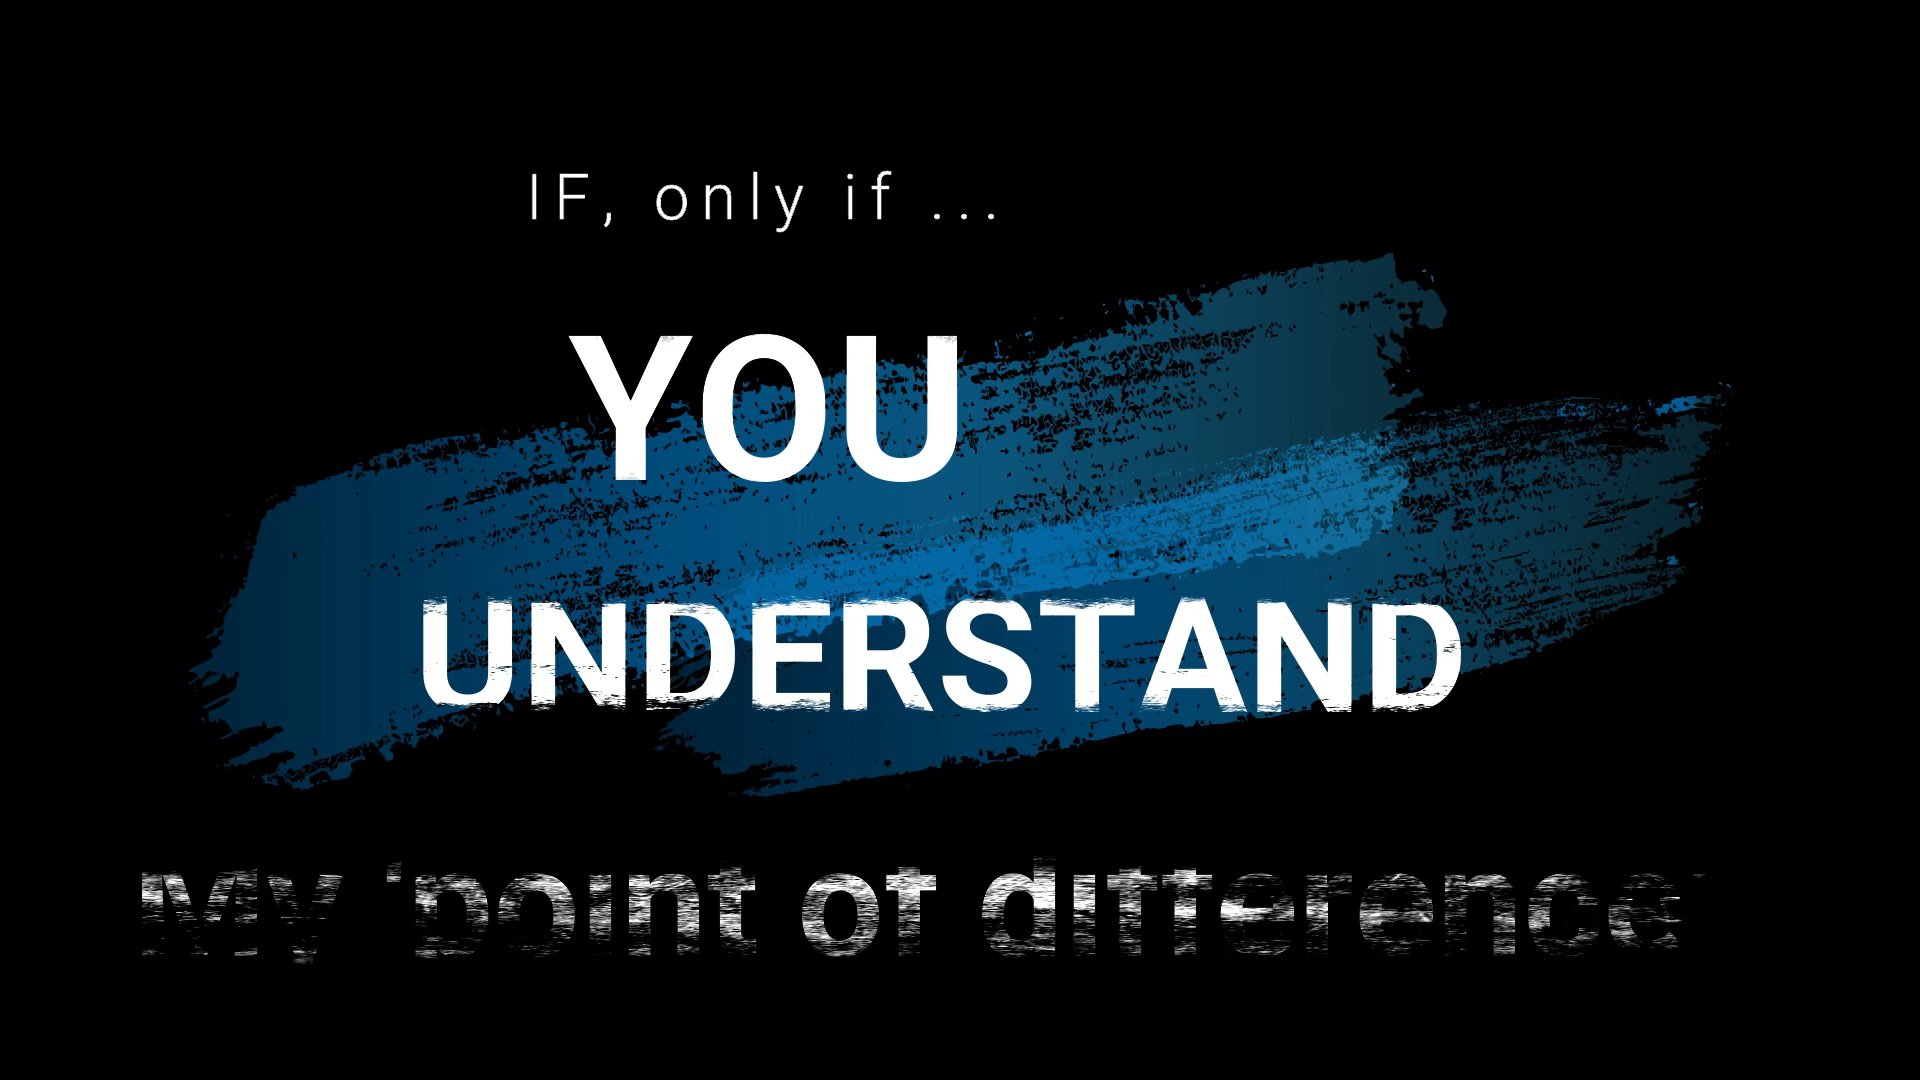 IF, only if ...
YOU
UNDERSTAND
My 'point of difference'